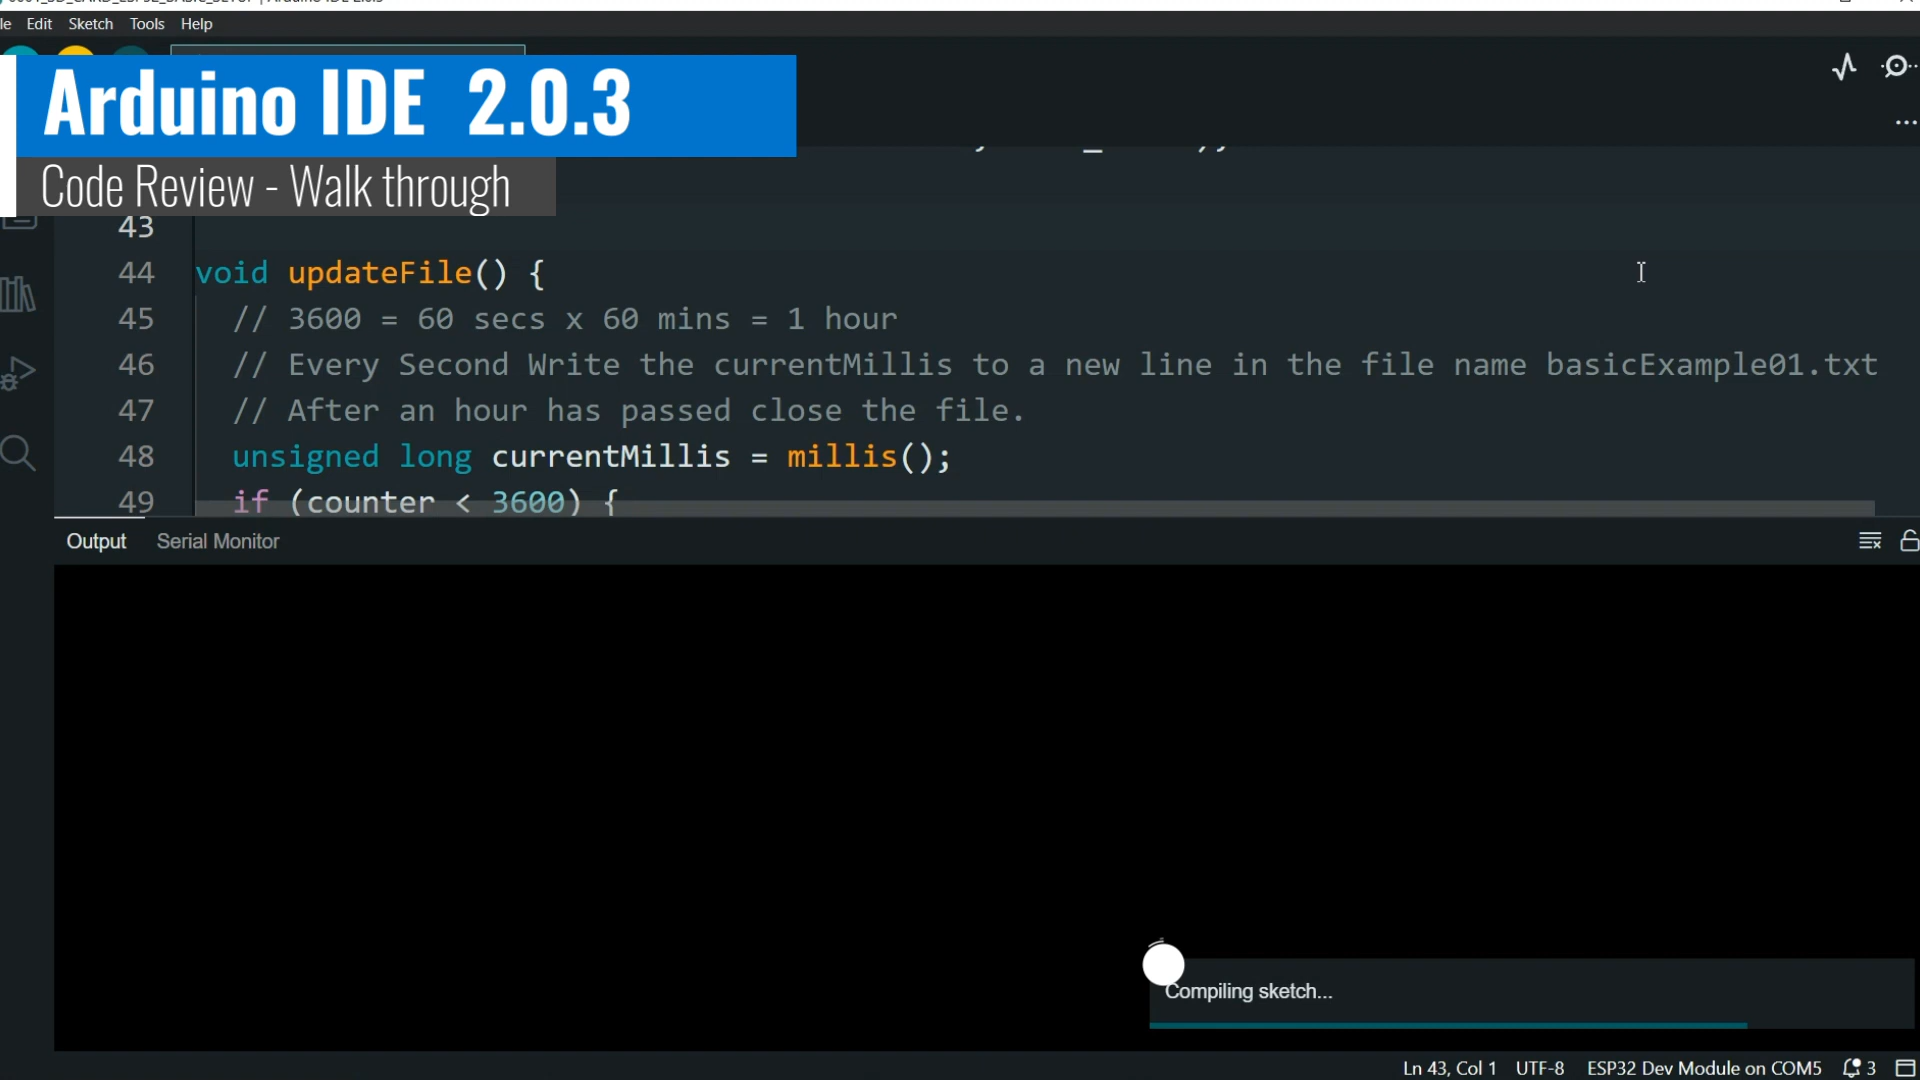 le Edit Sketch Tools Help
Arduino IDE 2.0.3
Code Review - Walk through
43
44 void updateFile() {
45 // 3600 = 60 secs x 60 mins = 1 hour
46 // Every Second Write the currentMillis to a new line in the file name basicExample01.txt
47 // After an hour has passed close the file.
48 unsigned long currentMillis = millis();
49 if (counter < 3600) {
Output Serial Monitor
Compiling sketch...
Ln 43, Col 1 UTF-8 ESP32 Dev Module on COM5 3